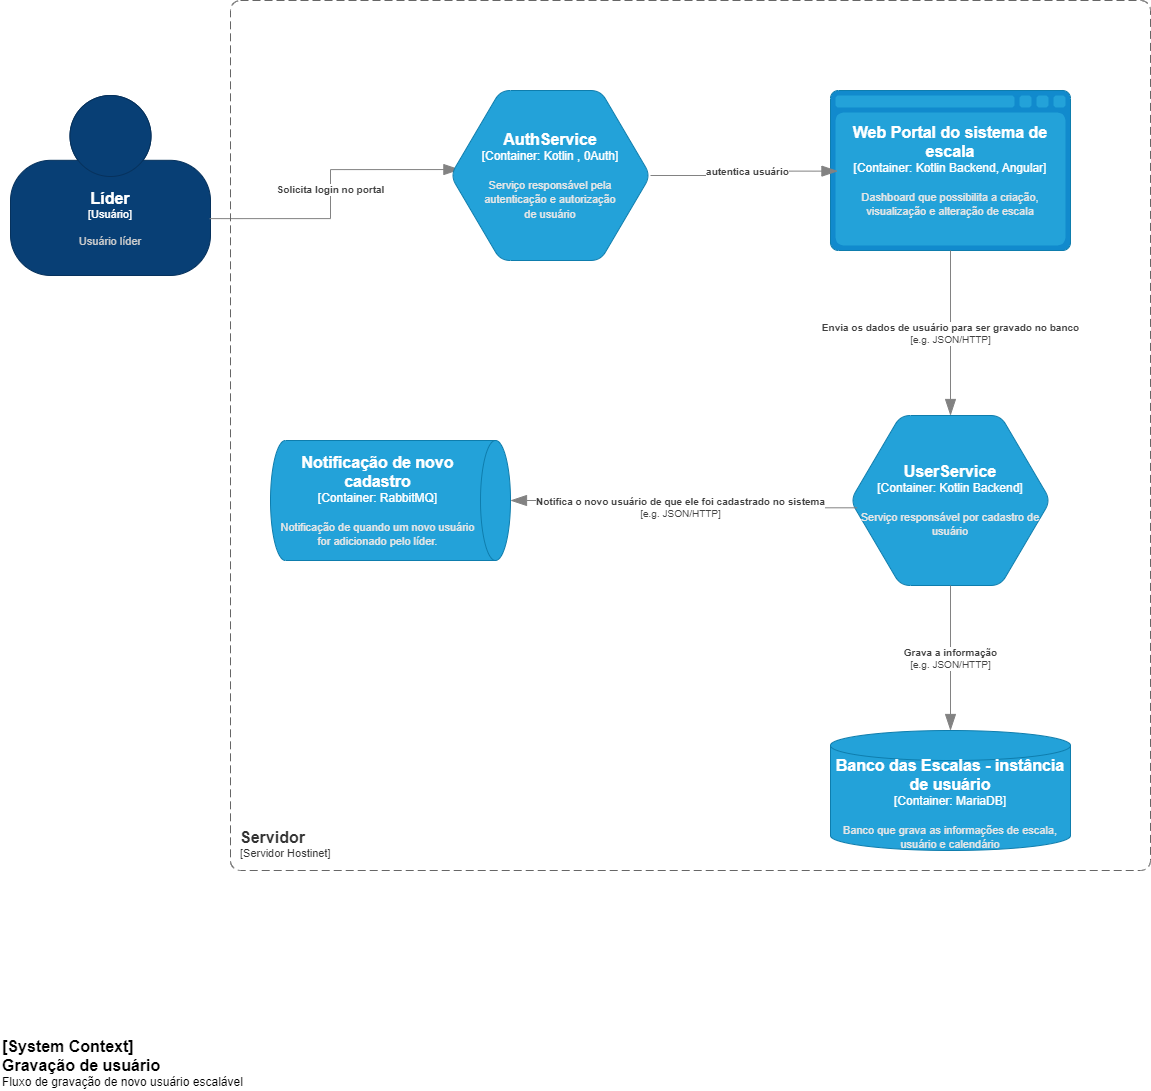 Líder
[Usuário]
Usuário líder
Solicita login no portal
AuthService
[Container: Kotlin , 0Auth]
Serviço responsável pela
autenticação e autorização
de usuário
autentica usuário
Web Portal do sistema de
escala
[Container: Kotlin Backend, Angular]
Dashboard que possibilita a criação,
visualização e alteração de escala
Envia os dados de usuário para ser gravado no banco
[e.g. JSON/HTTP]
UserService
[Container: Kotlin Backend]
Serviço responsável por cadastro de
usuário
Notifica o novo usuário de que ele foi cadastrado no sistema
[e.g. JSON/HTTP]
Notificação de novo
cadastro
[Container: RabbitMQ]
Notificação de quando um novo usuário
for adicionado pelo líder.
Grava a informação
[e.g. JSON/HTTP]
Banco das Escalas - instância
de usuário
[Container: MariaDB]
Banco que grava as informações de escala,
usuário e calendário
Servidor
[Servidor Hostinet]
[System Context]
Gravação de usuário
Fluxo de gravação de novo usuário escalável